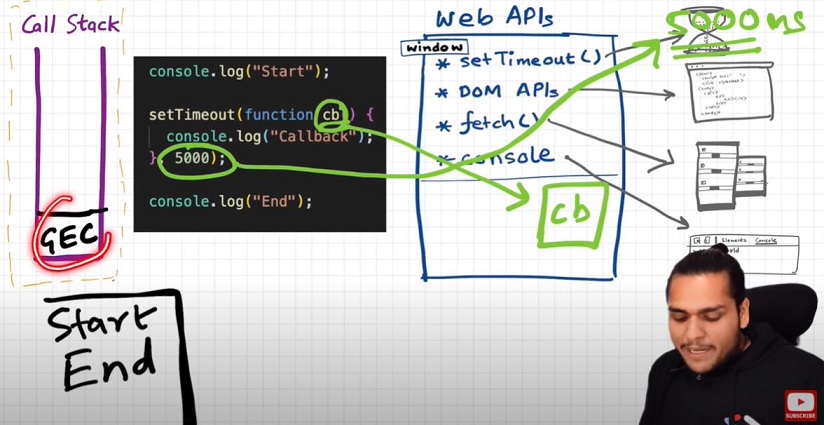 Call Stack
GEC
Start
End
console.log("Start");
setTimeout(function cb() {
console.log("Callback");
}, 5000);
console.log("End");
Web APIs
window
* setTimeout()
* DOM APIs
* fetch()
* console
cb
5000ms
Elements Console
SUBSCRIBE